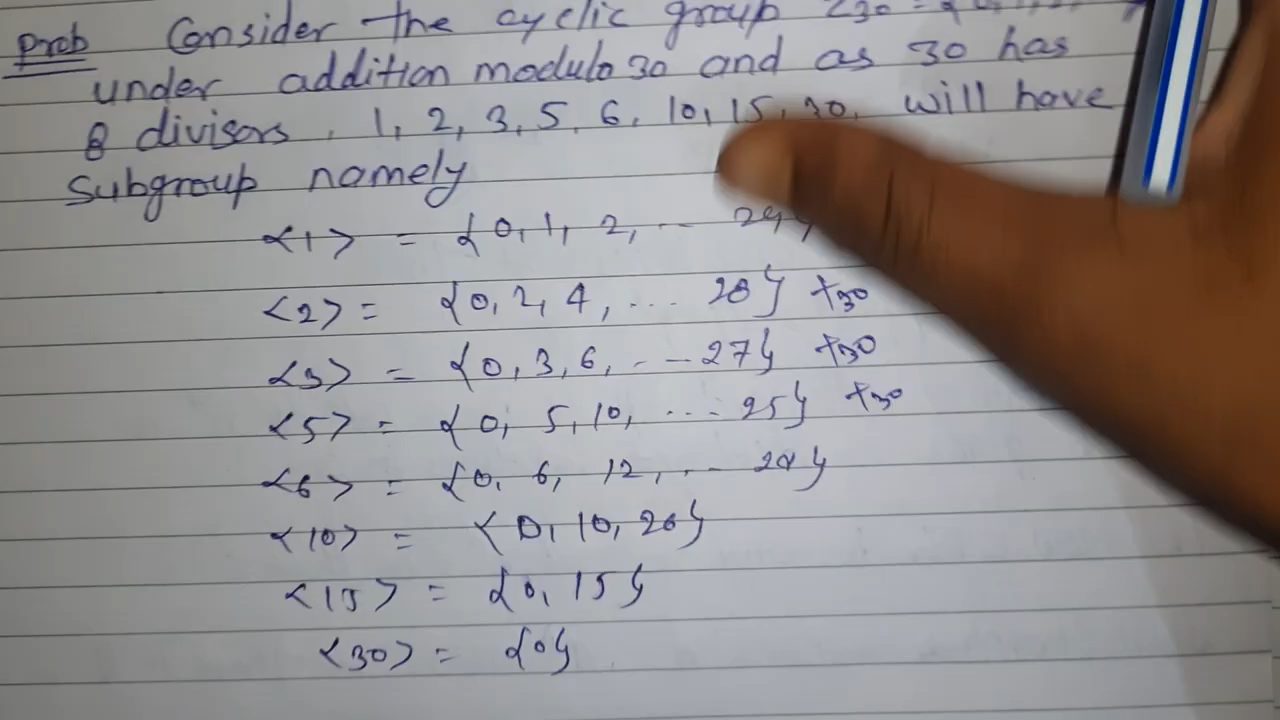 Prob Consider the cyclic group
under addition modulo 30 and as 30 has
8 divisors, 1, 2, 3, 5, 6, 10, 15, 30, will have
Subgroup namely
<1> = {0, 1, 2, ... 29}
<2> = {0, 2, 4, ... 28} +30
<3> = {0, 3, 6, -- 27} +30
<5> = {0, 5, 10, ... 25} +30
<6> = {0, 6, 12, ... 24}
<10> = {0, 10, 20}
<15> = {0, 15}
<30> = {0}